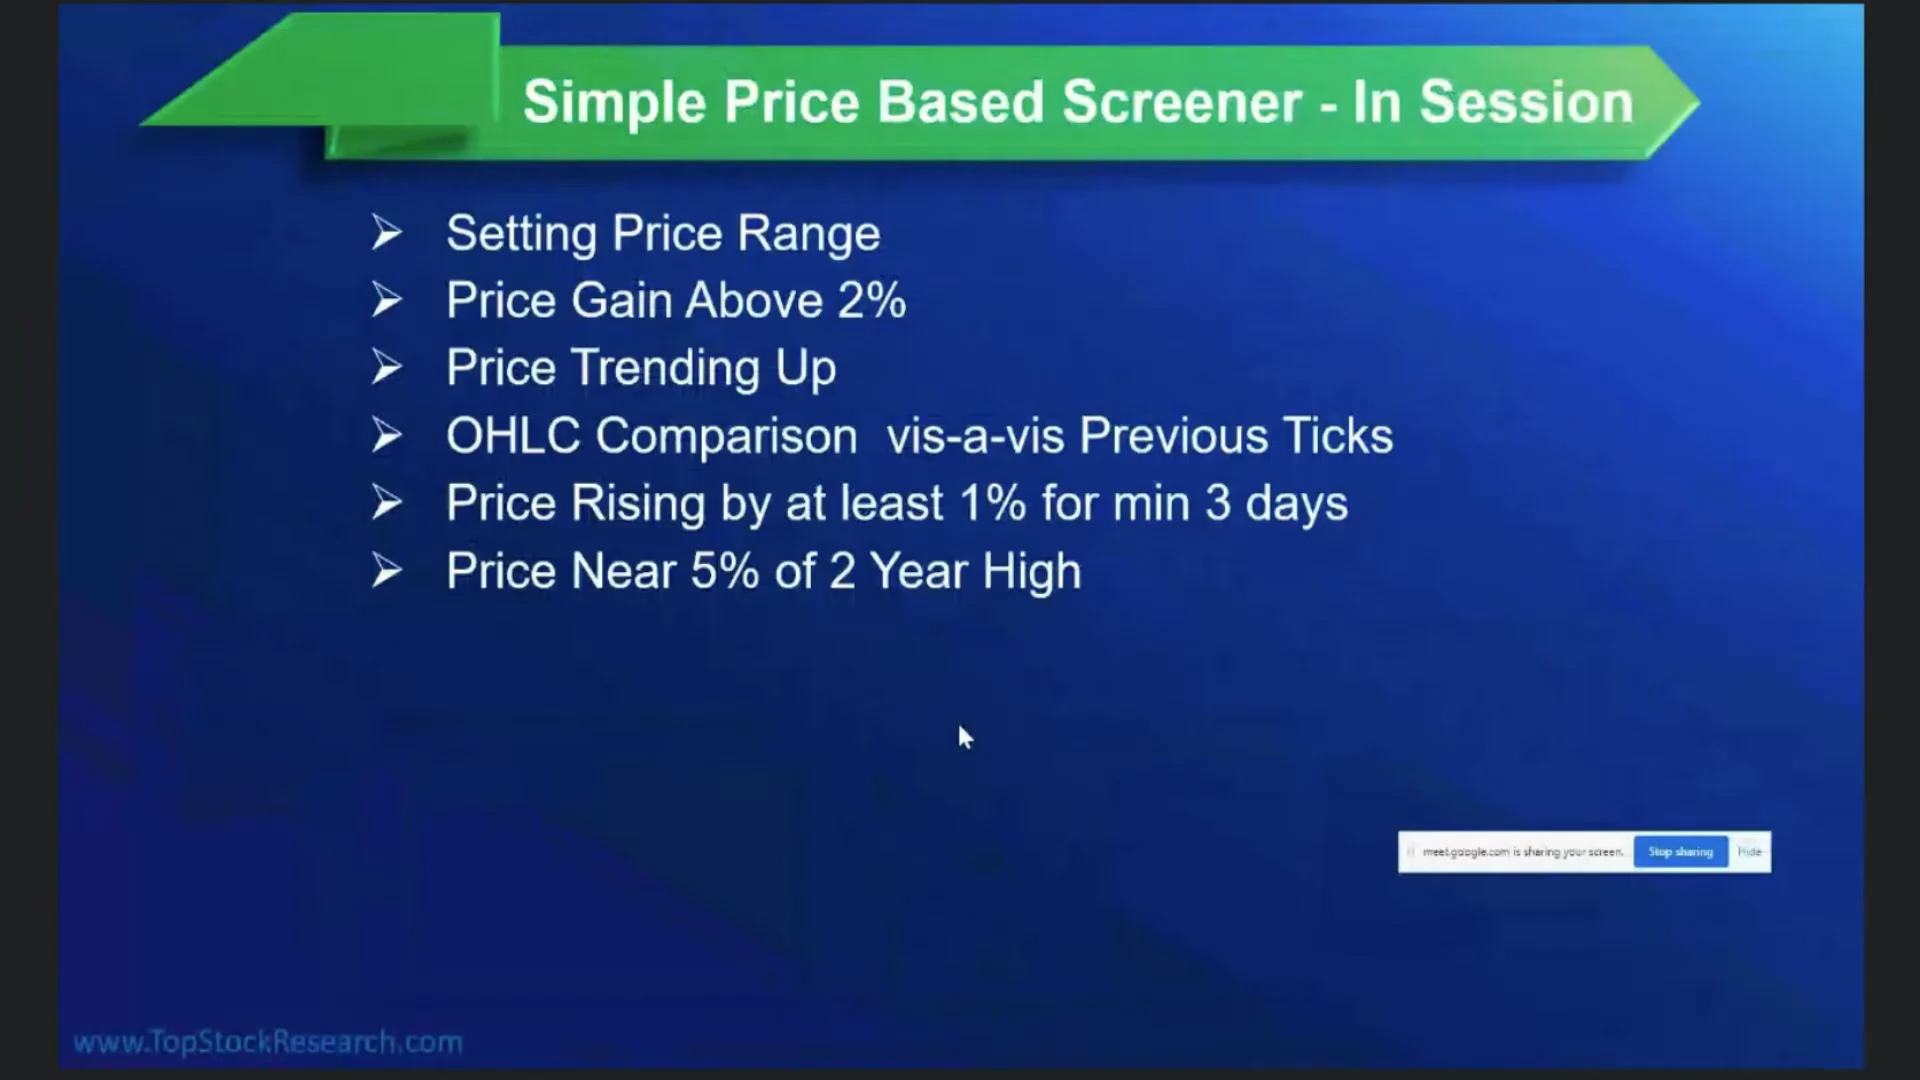 Simple Price Based Screener - In Session
Setting Price Range
Price Gain Above 2%
Price Trending Up
OHLC Comparison vis-a-vis Previous Ticks
Price Rising by at least 1% for min 3 days
Price Near 5% of 2 Year High
meet.google.com is sharing your screen. Stop sharing Hide
www.TopStockResearch.com